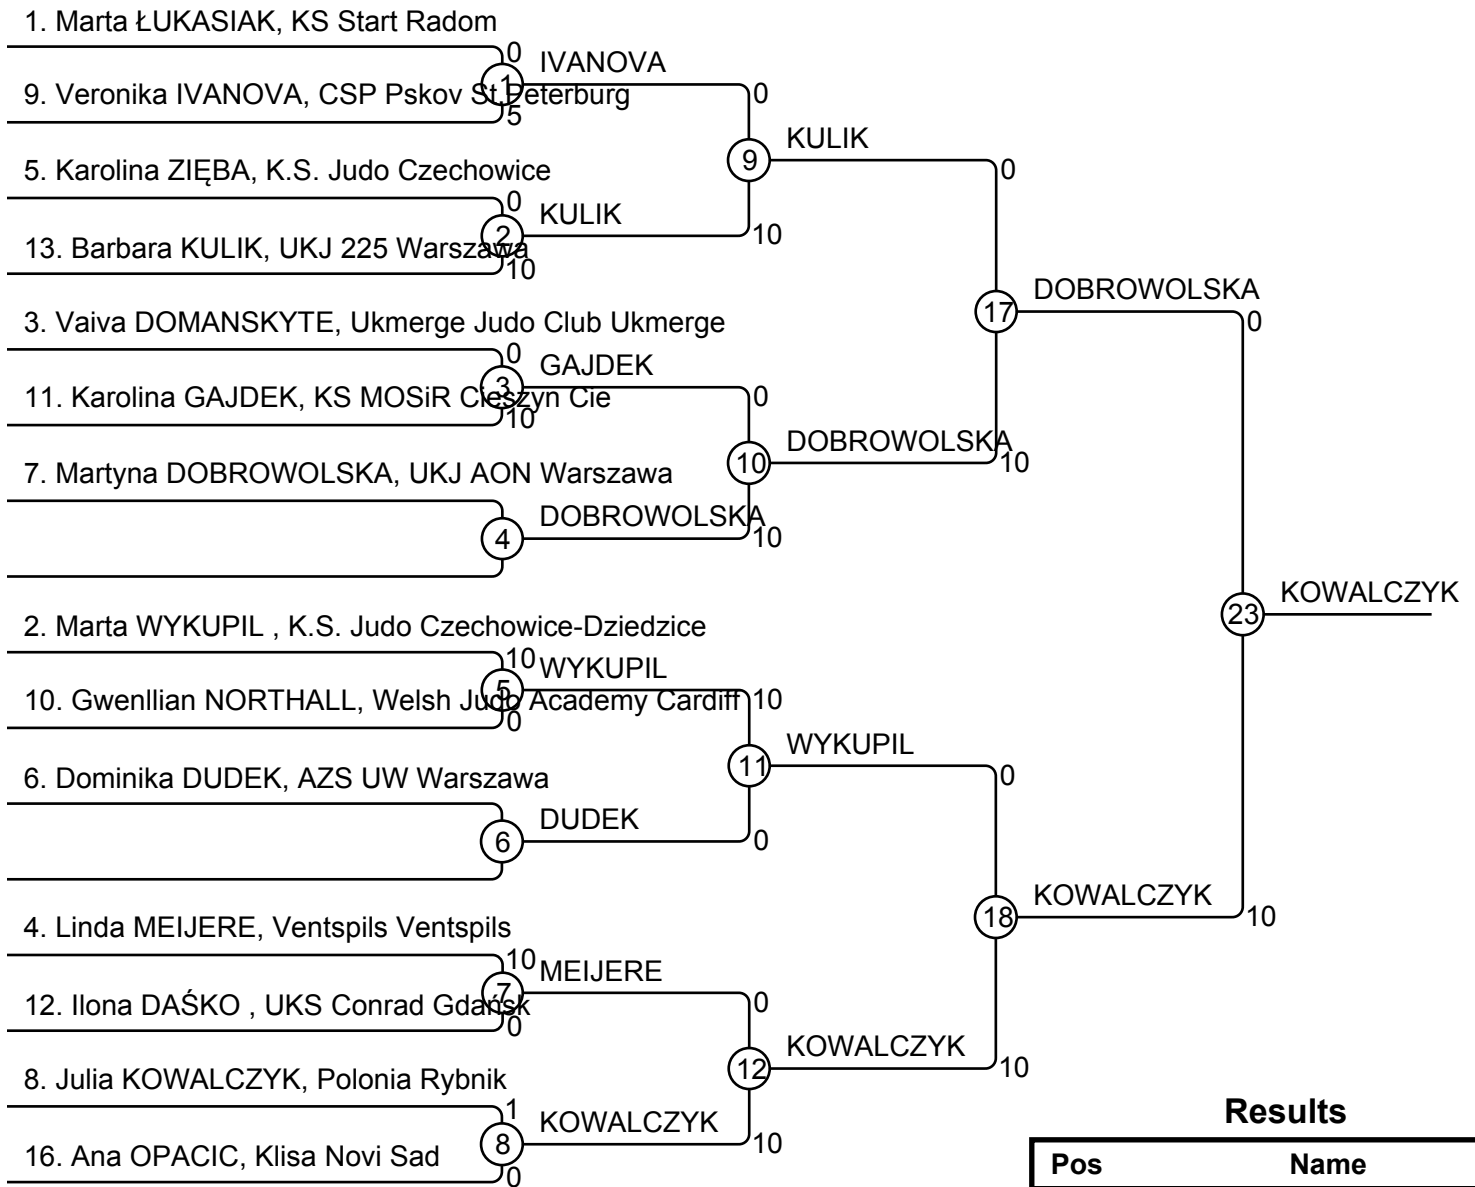 1. Marta ŁUKASIAK, KS Start Radom
0
IVANOVA
1
0
9. Veronika IVANOVA, CSP Pskov St.Peterburg
5
KULIK
9
0
5. Karolina ZIĘBA, K.S. Judo Czechowice
0
KULIK
2
10
13. Barbara KULIK, UKJ 225 Warszawa
10
DOBROWOLSKA
17
0
3. Vaiva DOMANSKYTE, Ukmerge Judo Club Ukmerge
0
GAJDEK
3
0
11. Karolina GAJDEK, KS MOSiR Cieszyn Cie
10
DOBROWOLSKA
10
10
7. Martyna DOBROWOLSKA, UKJ AON Warszawa
DOBROWOLSKA
4
10
KOWALCZYK
23
2. Marta WYKUPIL , K.S. Judo Czechowice-Dziedzice
10
WYKUPIL
5
10
10. Gwenllian NORTHALL, Welsh Judo Academy Cardiff
0
WYKUPIL
11
0
6. Dominika DUDEK, AZS UW Warszawa
DUDEK
6
0
KOWALCZYK
18
10
4. Linda MEIJERE, Ventspils Ventspils
10
MEIJERE
7
0
12. Ilona DAŚKO , UKS Conrad Gdańsk
0
KOWALCZYK
12
10
8. Julia KOWALCZYK, Polonia Rybnik
1
KOWALCZYK
8
10
16. Ana OPACIC, Klisa Novi Sad
0
Results
Pos Name